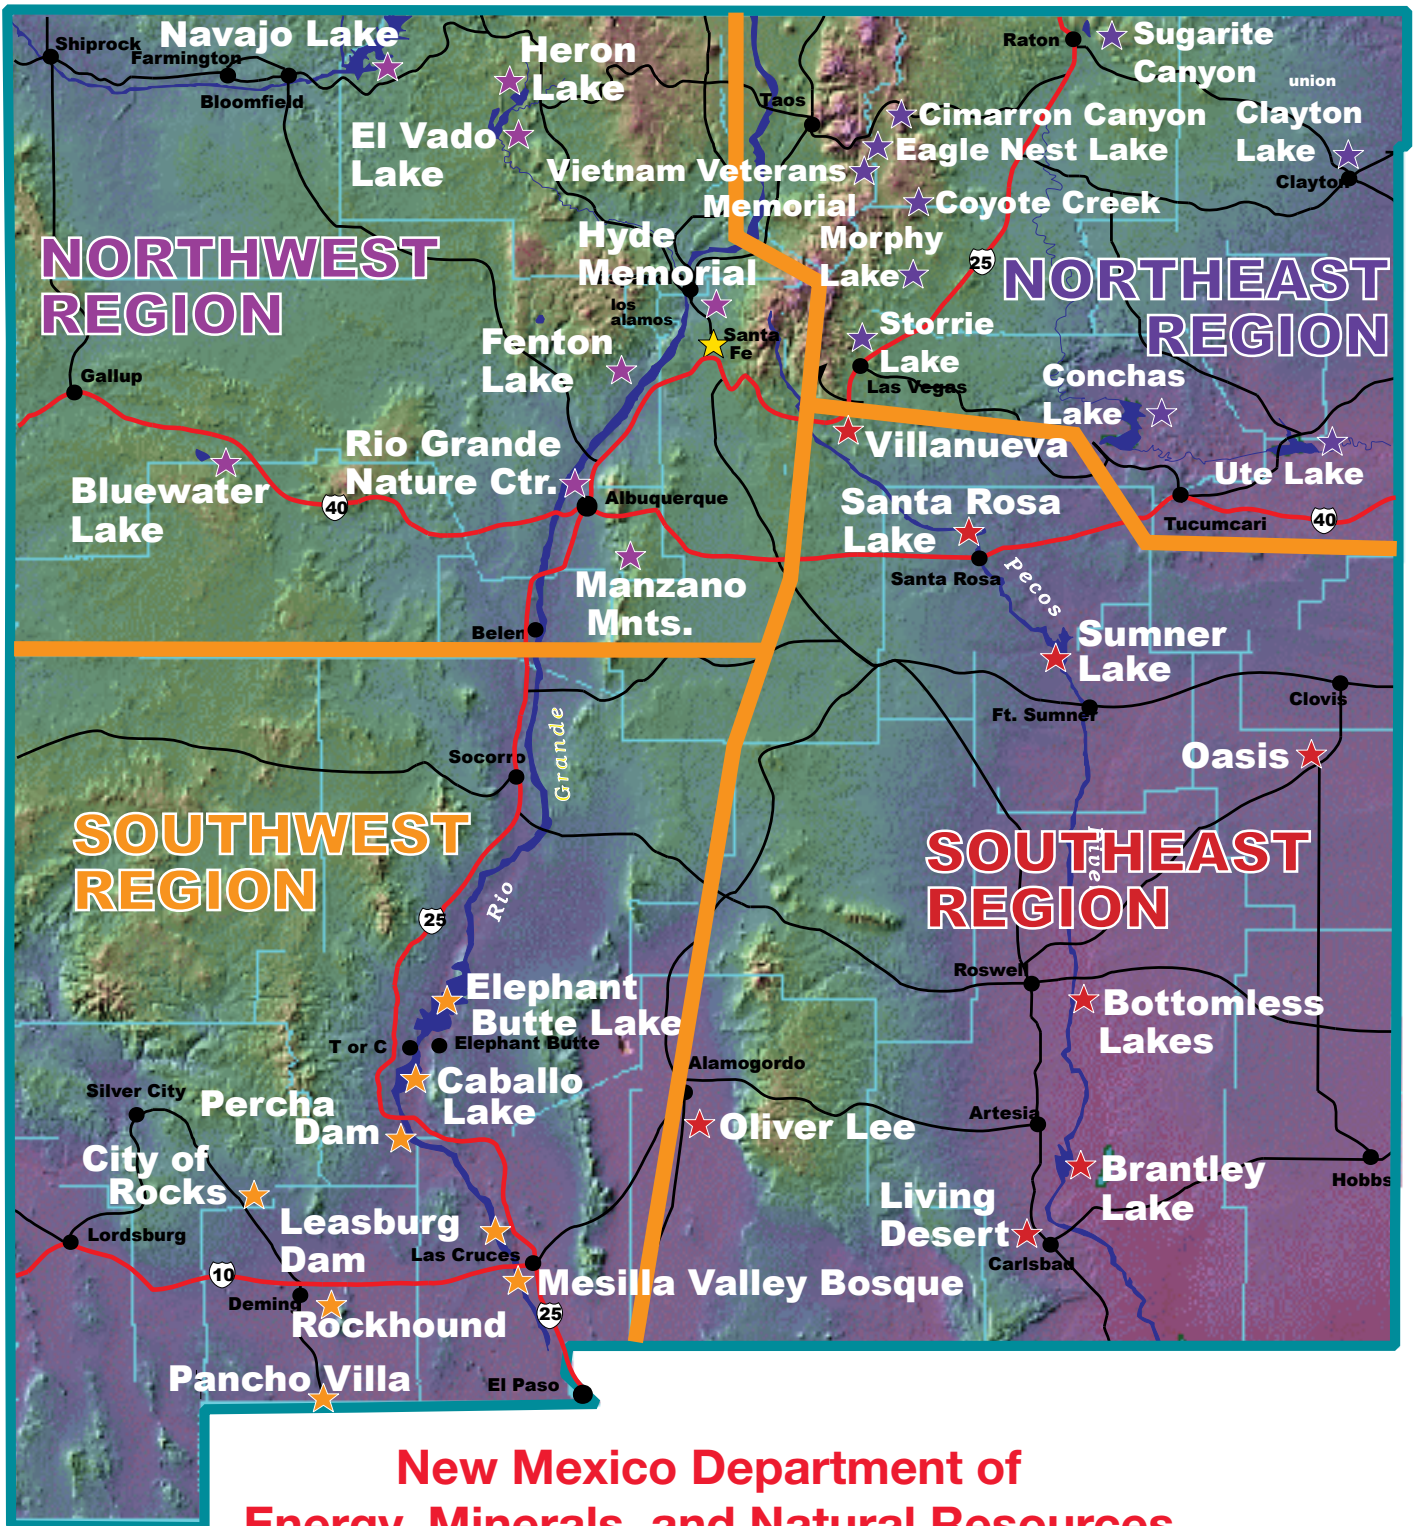 Navajo Lake
Shiprock
Farmington
Bloomfield
Heron
Lake
El Vado
Lake
Taos
Raton
Sugarite
Canyon
union
Clayton
Lake
Clayton
Cimarron Canyon
Eagle Nest Lake
Vietnam Veterans
Memorial
Coyote Creek
Morphy
Lake
Hyde
Memorial
los
alamos
Santa
Fe
NORTHWEST
REGION
25
NORTHEAST
REGION
Fenton
Lake
Storrie
Lake
Las Vegas
Conchas
Lake
Gallup
Villanueva
Ute Lake
Rio Grande
Nature Ctr.
Albuquerque
Bluewater
Lake
40
Santa Rosa
Lake
Santa Rosa
Tucumcari
40
Pecos
Manzano
Mnts.
Belen
Sumner
Lake
Ft. Sumner
Clovis
Oasis
Grande
Socorro
SOUTHWEST
REGION
SOUTHEAST
REGION
Rio
25
Roswell
Elephant
Butte Lake
Elephant Butte
T or C
Bottomless
Lakes
Alamogordo
Caballo
Lake
Silver City
Percha
Dam
Oliver Lee
Artesia
City of
Rocks
Brantley
Lake
Hobbs
Living
Desert
Carlsbad
Leasburg
Dam
Las Cruces
Lordsburg
10
Mesilla Valley Bosque
Deming
Rockhound
25
Pancho Villa
El Paso
New Mexico Department of
Energy, Minerals, and Natural Resources